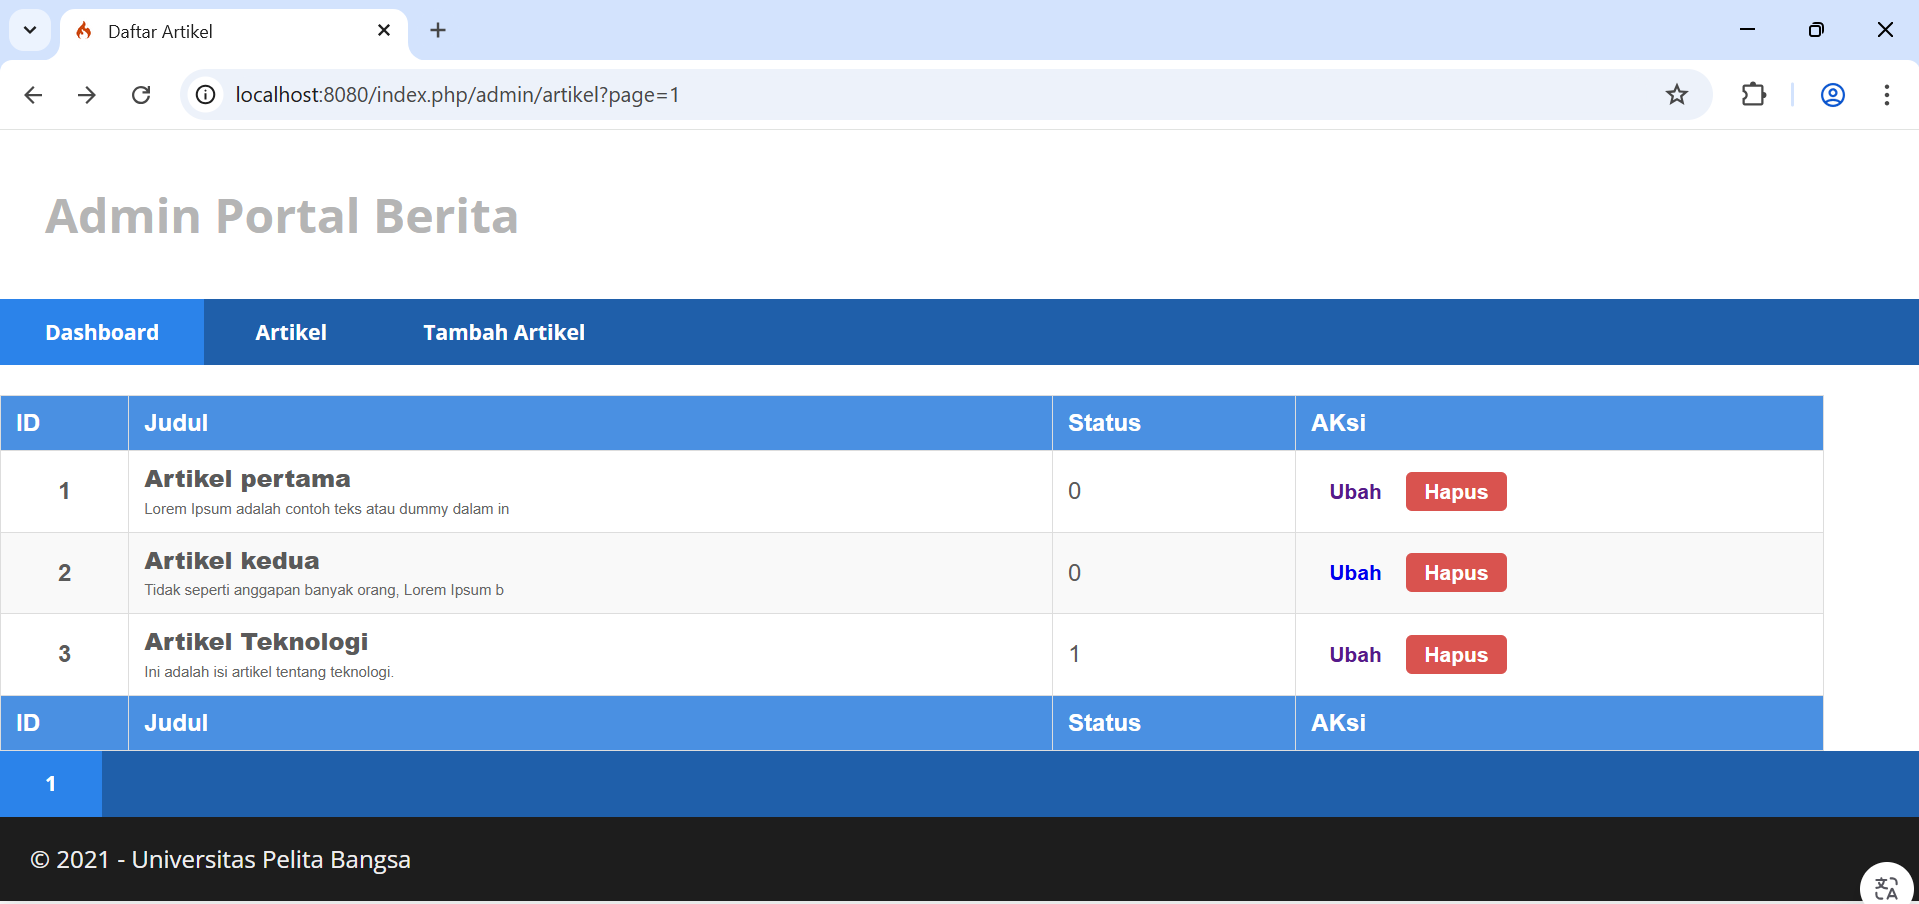 Daftar Artikel
localhost:8080/index.php/admin/artikel?page=1
Admin Portal Berita
Dashboard Artikel Tambah Artikel
ID Judul Status AKsi
1 Artikel pertama 0 Ubah Hapus
Lorem Ipsum adalah contoh teks atau dummy dalam in
2 Artikel kedua 0 Ubah Hapus
Tidak seperti anggapan banyak orang, Lorem Ipsum b
3 Artikel Teknologi 1 Ubah Hapus
Ini adalah isi artikel tentang teknologi.
ID Judul Status AKsi
1
© 2021 - Universitas Pelita Bangsa